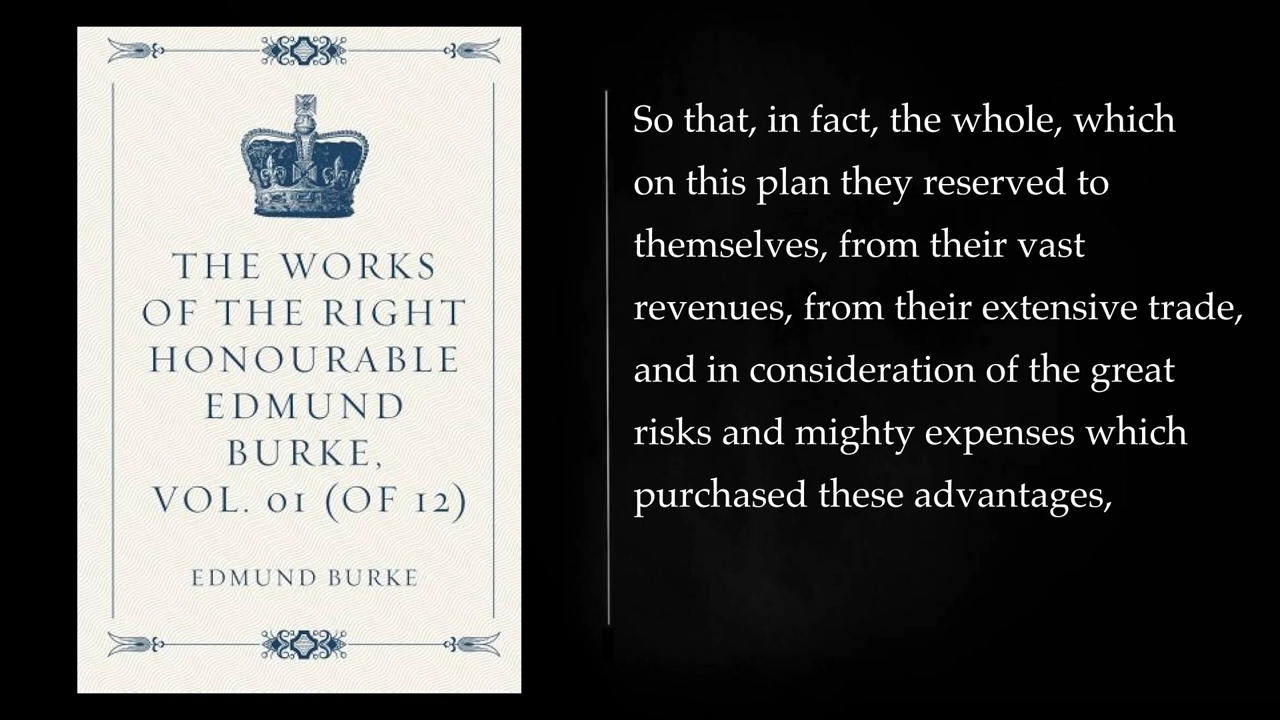 THE WORKS
OF THE RIGHT
HONOURABLE
EDMUND
BURKE,
VOL. 01 (OF 12)
EDMUND BURKE
So that, in fact, the whole, which
on this plan they reserved to
themselves, from their vast
revenues, from their extensive trade,
and in consideration of the great
risks and mighty expenses which
purchased these advantages,